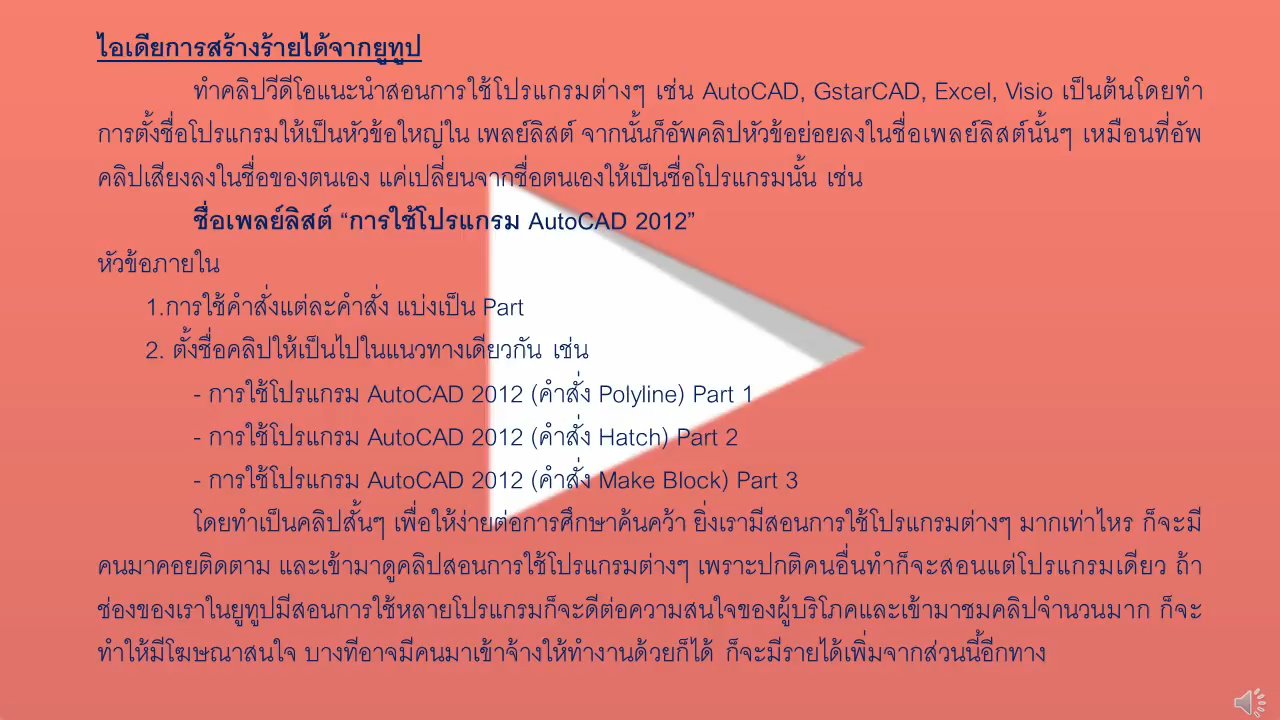 ไอเดียการสร้างร้ายได้จากยูทูป
ทำคลิปวีดีโอแนะนำสอนการใช้โปรแกรมต่างๆ เช่น AutoCAD, GstarCAD, Excel, Visio เป็นต้นโดยทำ
การตั้งชื่อโปรแกรมให้เป็นหัวข้อใหญ่ใน เพลย์ลิสต์ จากนั้นก็อัพคลิปหัวข้อย่อยลงในชื่อเพลย์ลิสต์นั้นๆ เหมือนที่อัพ
คลิปเสียงลงในชื่อของตนเอง แค่เปลี่ยนจากชื่อตนเองให้เป็นชื่อโปรแกรมนั้น เช่น
ชื่อเพลย์ลิสต์ “การใช้โปรแกรม AutoCAD 2012”
หัวข้อภายใน
1.การใช้คำสั่งแต่ละคำสั่ง แบ่งเป็น Part
2. ตั้งชื่อคลิปให้เป็นไปในแนวทางเดียวกัน เช่น
- การใช้โปรแกรม AutoCAD 2012 (คำสั่ง Polyline) Part 1
- การใช้โปรแกรม AutoCAD 2012 (คำสั่ง Hatch) Part 2
- การใช้โปรแกรม AutoCAD 2012 (คำสั่ง Make Block) Part 3
โดยทำเป็นคลิปสั้นๆ เพื่อให้ง่ายต่อการศึกษาค้นคว้า ยิ่งเรามีสอนการใช้โปรแกรมต่างๆ มากเท่าไหร ก็จะมี
คนมาคอยติดตาม และเข้ามาดูคลิปสอนการใช้โปรแกรมต่างๆ เพราะปกติคนอื่นทำก็จะสอนแต่โปรแกรมเดียว ถ้า
ช่องของเราในยูทูปมีสอนการใช้หลายโปรแกรมก็จะดีต่อความสนใจของผู้บริโภคและเข้ามาชมคลิปจำนวนมาก ก็จะ
ทำให้มีโฆษณาสนใจ บางทีอาจมีคนมาเข้าจ้างให้ทำงานด้วยก็ได้ ก็จะมีรายได้เพิ่มจากส่วนนี้อีกทาง